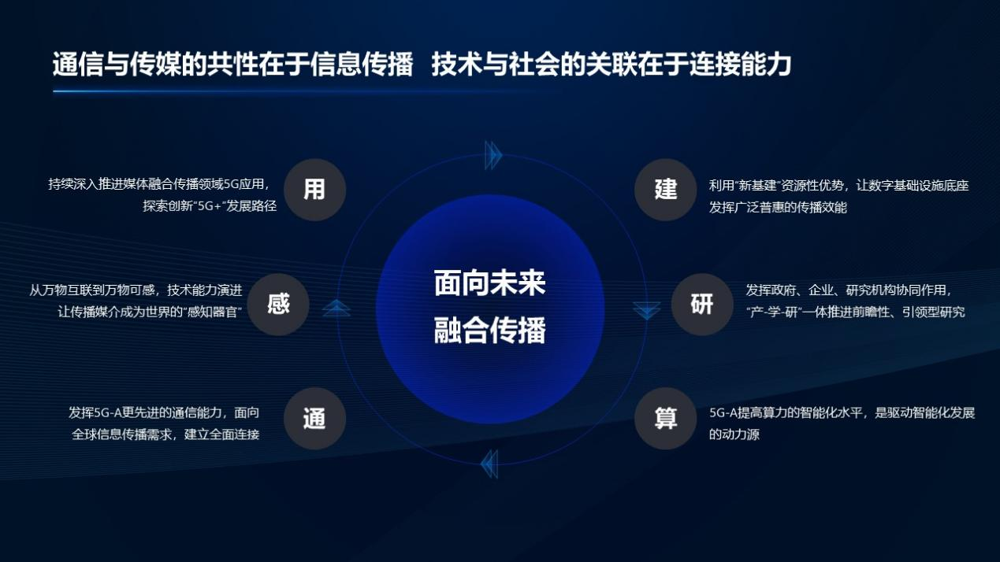 通信与传媒的共性在于信息传播 技术与社会的关联在于连接能力
用
持续深入推进媒体融合传播领域5G应用，
探索创新“5G+”发展路径
感
从万物互联到万物可感，技术能力演进
让传播媒介成为世界的“感知器官”
通
发挥5G-A更先进的通信能力，面向
全球信息传播需求，建立全面连接
面向未来
融合传播
建
利用“新基建”资源性优势，让数字基础设施底座
发挥广泛普惠的传播效能
研
发挥政府、企业、研究机构协同作用，
“产-学-研”一体推进前瞻性、引领型研究
算
5G-A提高算力的智能化水平，是驱动智能化发展
的动力源